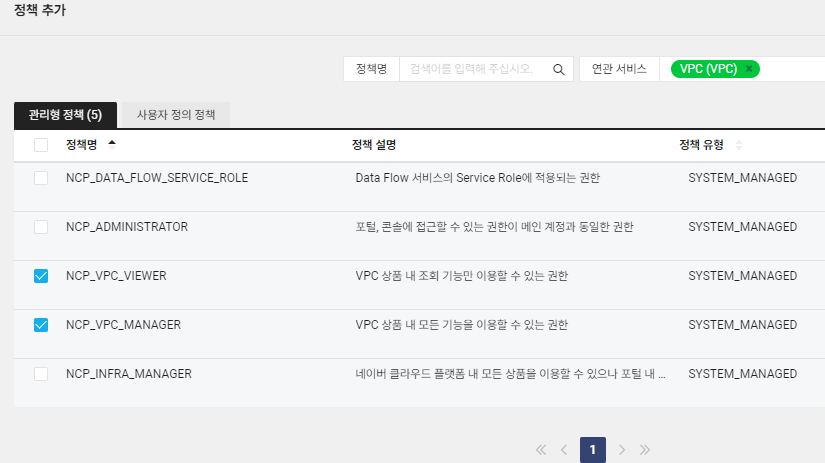 정책 추가
정책명 검색어를 입력해 주십시오. 연관 서비스 VPC (VPC) ×
관리형 정책 (5) 사용자 정의 정책
정책명 정책 설명 정책 유형
NCP_DATA_FLOW_SERVICE_ROLE Data Flow 서비스의 Service Role에 적용되는 권한 SYSTEM_MANAGED
NCP_ADMINISTRATOR 포털, 콘솔에 접근할 수 있는 권한이 메인 계정과 동일한 권한 SYSTEM_MANAGED
NCP_VPC_VIEWER VPC 상품 내 조회 기능만 이용할 수 있는 권한 SYSTEM_MANAGED
NCP_VPC_MANAGER VPC 상품 내 모든 기능을 이용할 수 있는 권한 SYSTEM_MANAGED
NCP_INFRA_MANAGER 네이버 클라우드 플랫폼 내 모든 상품을 이용할 수 있으나 포털 내 ... SYSTEM_MANAGED
1